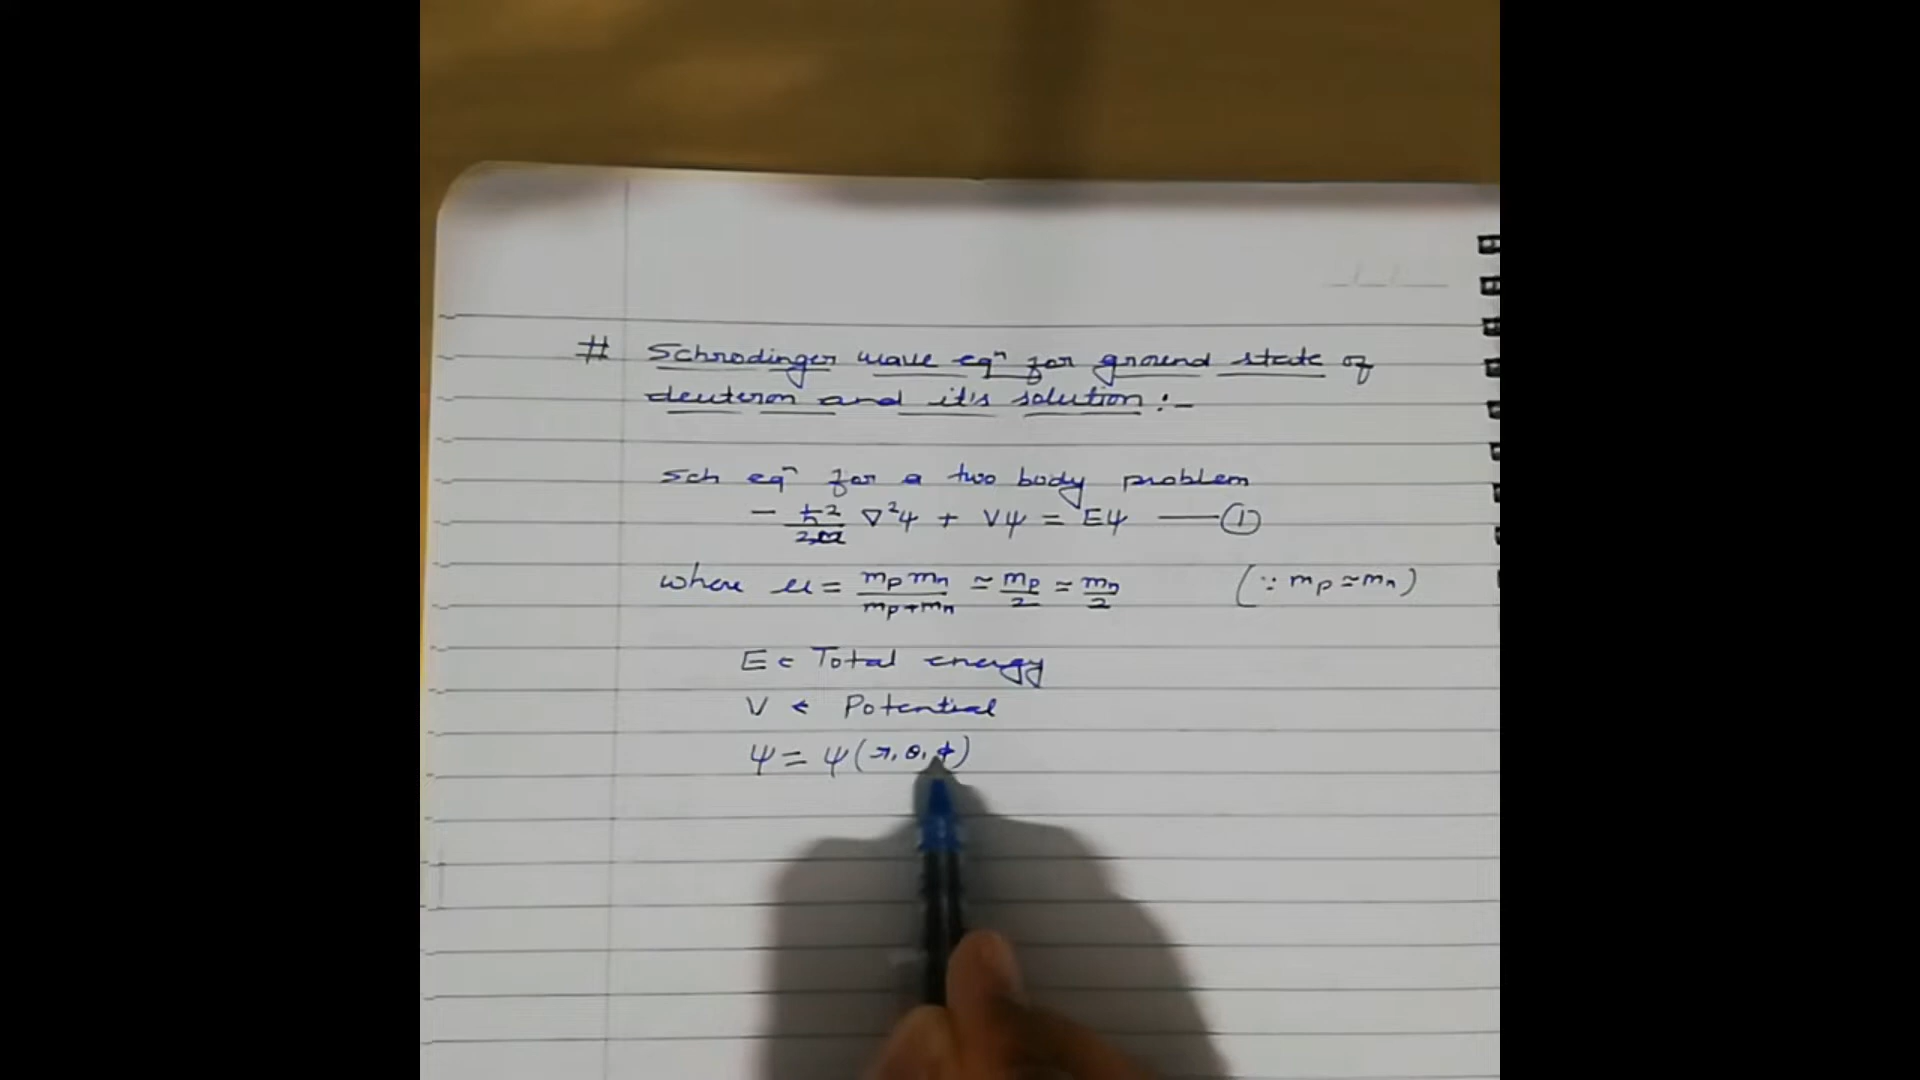 # Schrodinger wave eqⁿ for ground state of
deuteron and it's solution :-
Sch eqⁿ for a two body problem
- ħ²/2μ ∇²ψ + Vψ = Eψ —— ①
where μ = mₚmₙ/mₚ+mₙ ≃ mₚ/2 = mₙ/2 (∵ mₚ ≃ mₙ)
E ← Total energy
V ← Potential
ψ = ψ(r, θ, φ)